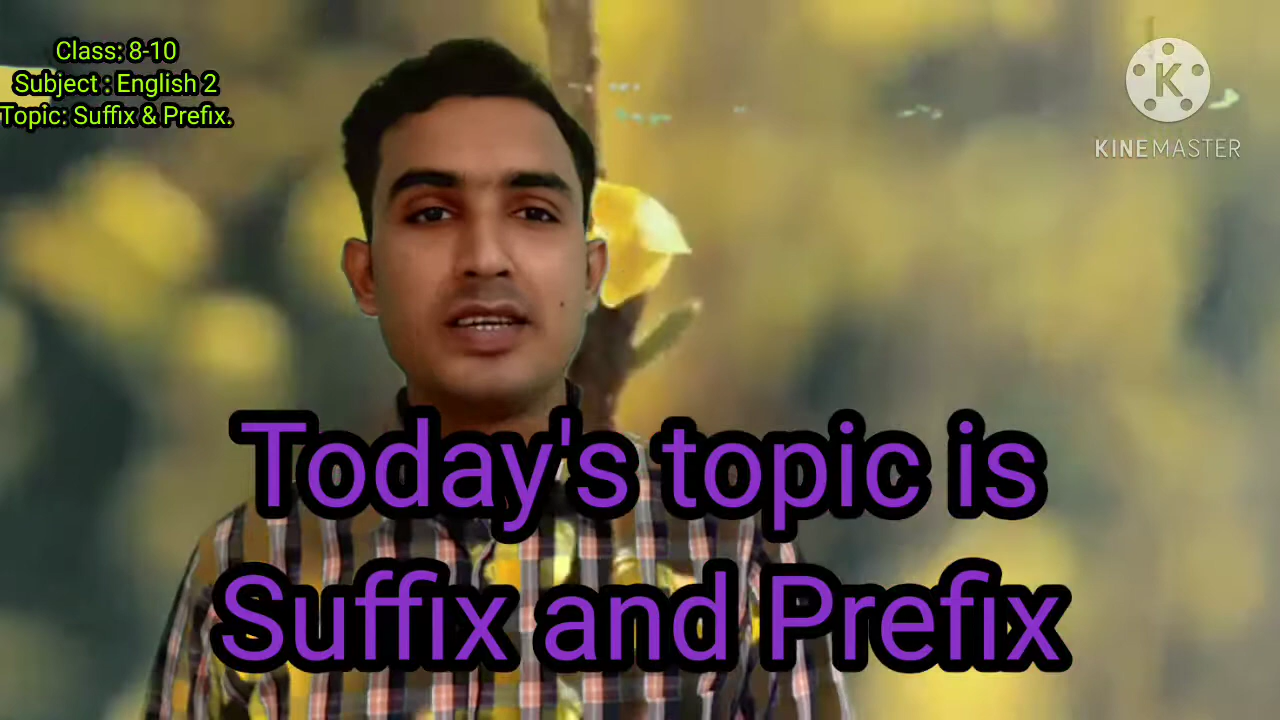 Class: 8-10
Subject : English 2
Topic: Suffix & Prefix.
K
KINEMASTER
Today's topic is
Suffix and Prefix